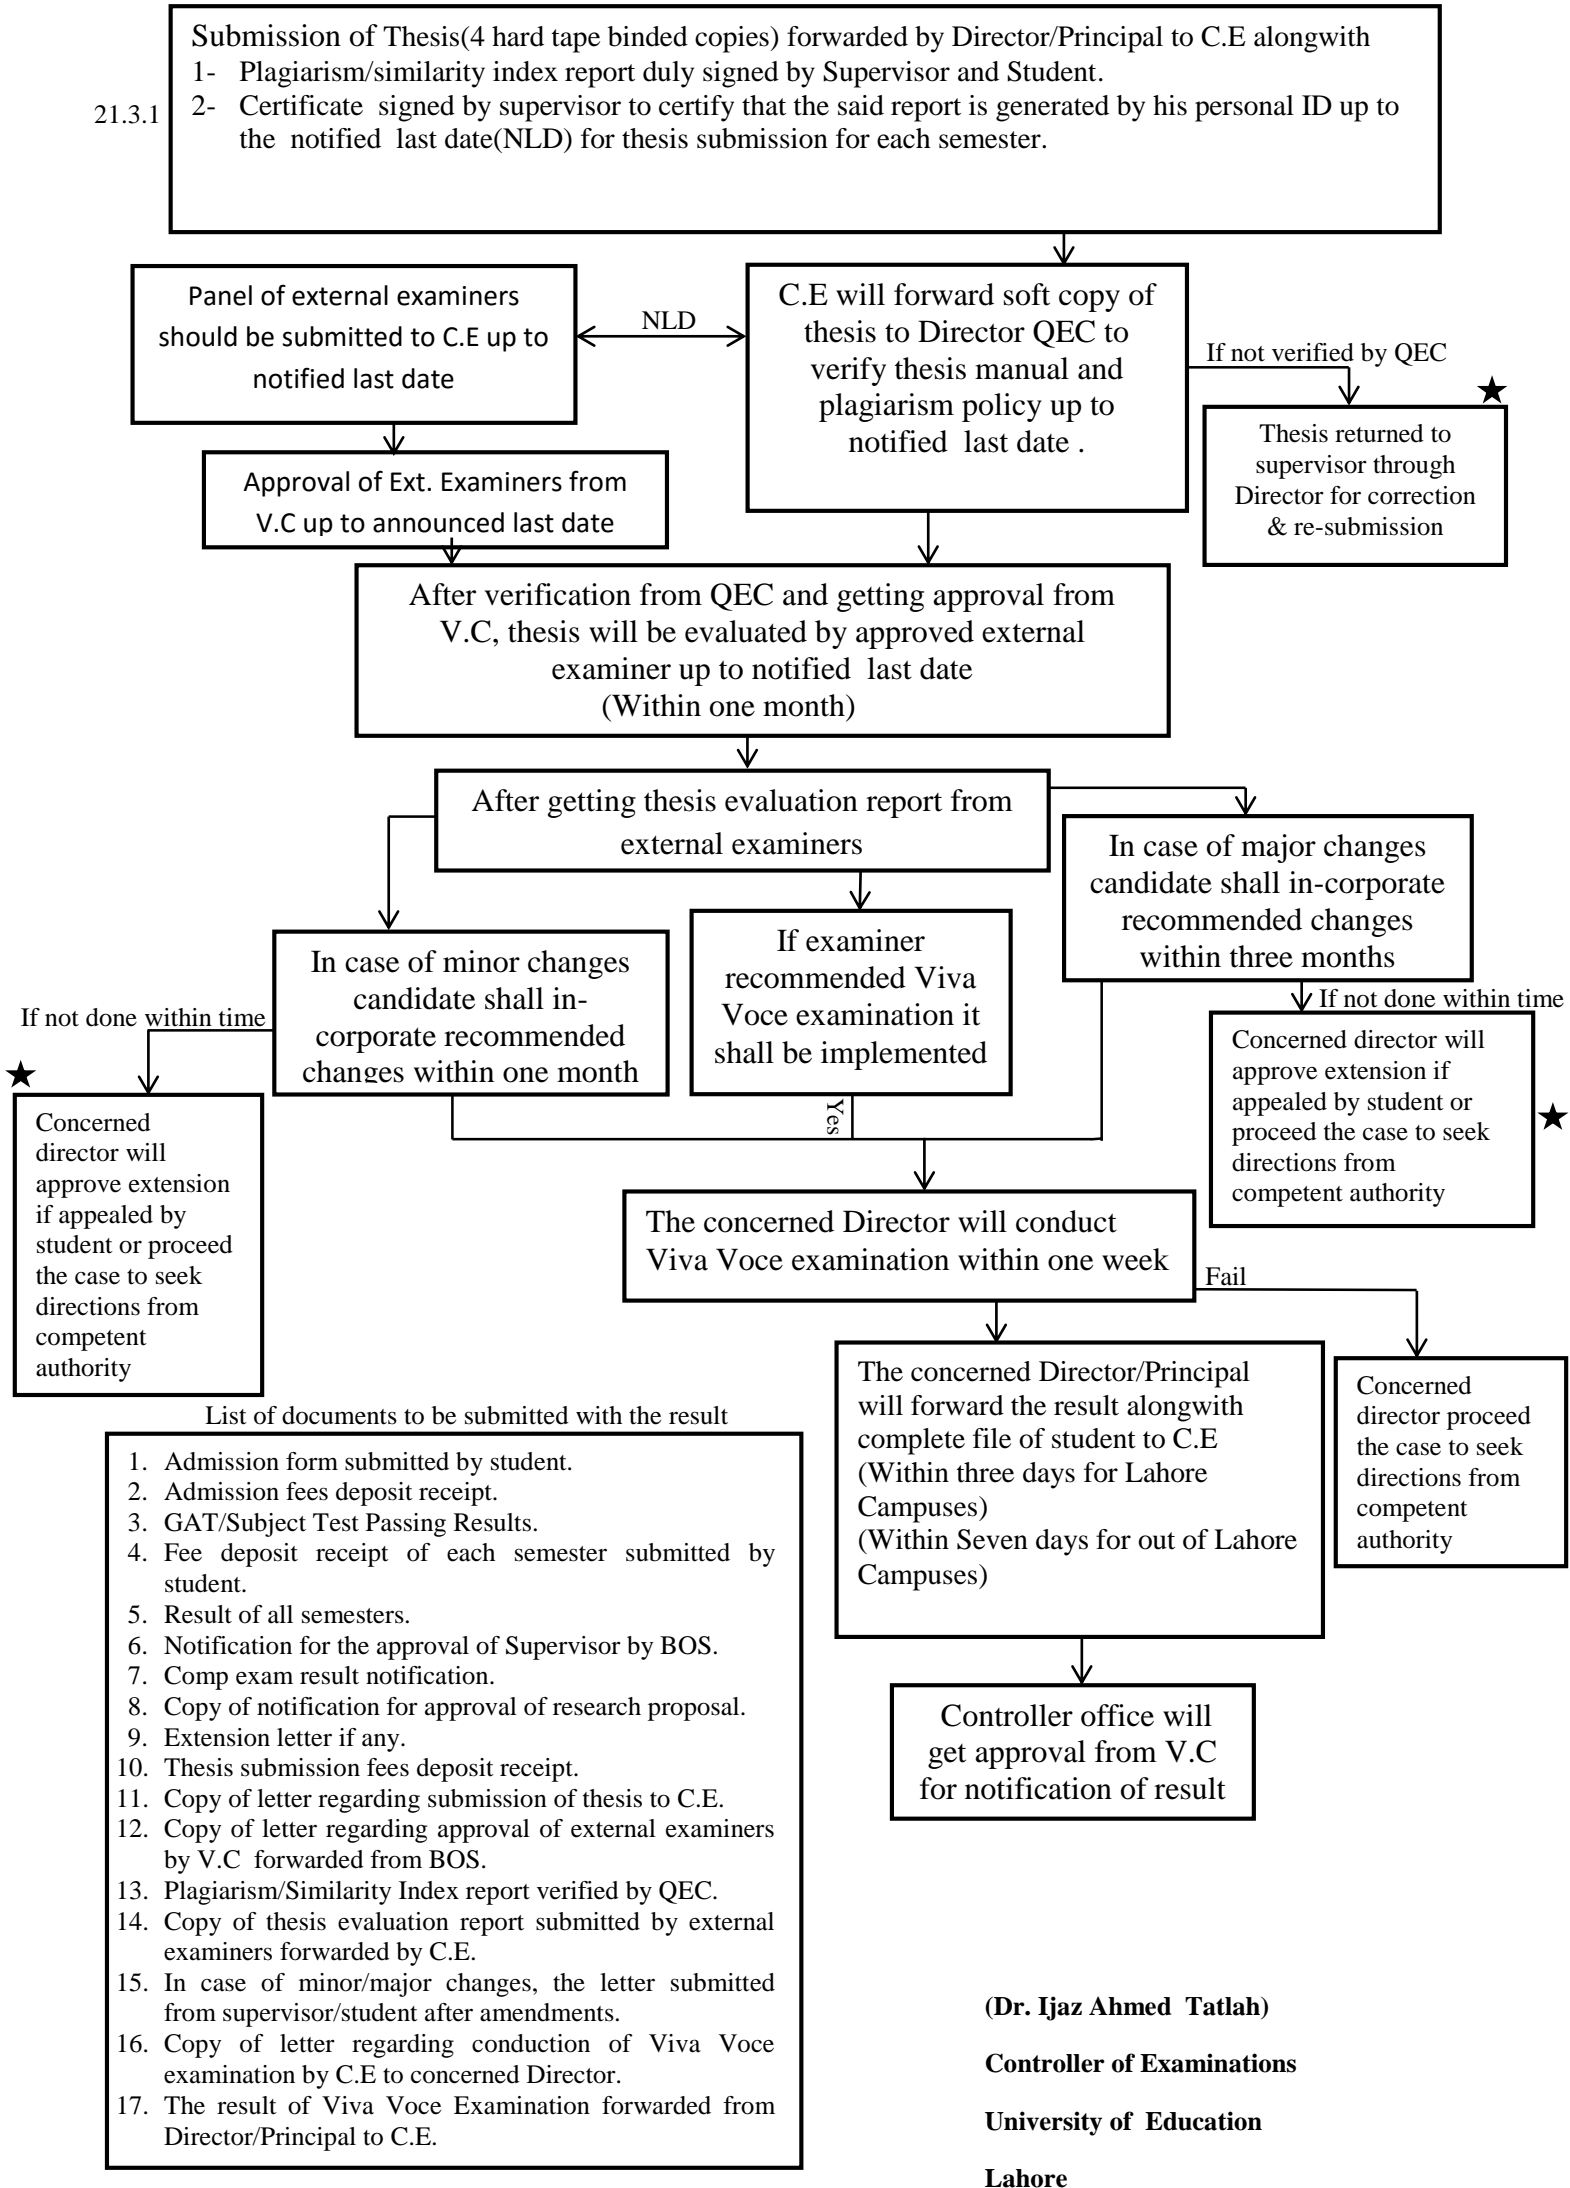 Submission of Thesis(4 hard tape binded copies) forwarded by Director/Principal to C.E alongwith
1- Plagiarism/similarity index report duly signed by Supervisor and Student.
21.3.1
2- Certificate signed by supervisor to certify that the said report is generated by his personal ID up to
the notified last date(NLD) for thesis submission for each semester.
Panel of external examiners
should be submitted to C.E up to
notified last date
NLD
C.E will forward soft copy of
thesis to Director QEC to
verify thesis manual and
plagiarism policy up to
notified last date .
If not verified by QEC
Thesis returned to
supervisor through
Director for correction
& re-submission
Approval of Ext. Examiners from
V.C up to announced last date
After verification from QEC and getting approval from
V.C, thesis will be evaluated by approved external
examiner up to notified last date
(Within one month)
After getting thesis evaluation report from
external examiners
In case of major changes
candidate shall in-corporate
recommended changes
within three months
If examiner
recommended Viva
Voce examination it
shall be implemented
In case of minor changes
candidate shall in-
corporate recommended
changes within one month
If not done within time
If not done within time
Concerned director will
approve extension if
appealed by student or
proceed the case to seek
directions from
competent authority
Concerned
director will
approve extension
if appealed by
student or proceed
the case to seek
directions from
competent
authority
Yes
The concerned Director will conduct
Viva Voce examination within one week
Fail
The concerned Director/Principal
will forward the result alongwith
complete file of student to C.E
(Within three days for Lahore
Campuses)
(Within Seven days for out of Lahore
Campuses)
Concerned
director proceed
the case to seek
directions from
competent
authority
Controller office will
get approval from V.C
for notification of result
List of documents to be submitted with the result
1. Admission form submitted by student.
2. Admission fees deposit receipt.
3. GAT/Subject Test Passing Results.
4. Fee deposit receipt of each semester submitted by
student.
5. Result of all semesters.
6. Notification for the approval of Supervisor by BOS.
7. Comp exam result notification.
8. Copy of notification for approval of research proposal.
9. Extension letter if any.
10. Thesis submission fees deposit receipt.
11. Copy of letter regarding submission of thesis to C.E.
12. Copy of letter regarding approval of external examiners
by V.C forwarded from BOS.
13. Plagiarism/Similarity Index report verified by QEC.
14. Copy of thesis evaluation report submitted by external
examiners forwarded by C.E.
15. In case of minor/major changes, the letter submitted
from supervisor/student after amendments.
16. Copy of letter regarding conduction of Viva Voce
examination by C.E to concerned Director.
17. The result of Viva Voce Examination forwarded from
Director/Principal to C.E.
(Dr. Ijaz Ahmed Tatlah)
Controller of Examinations
University of Education
Lahore